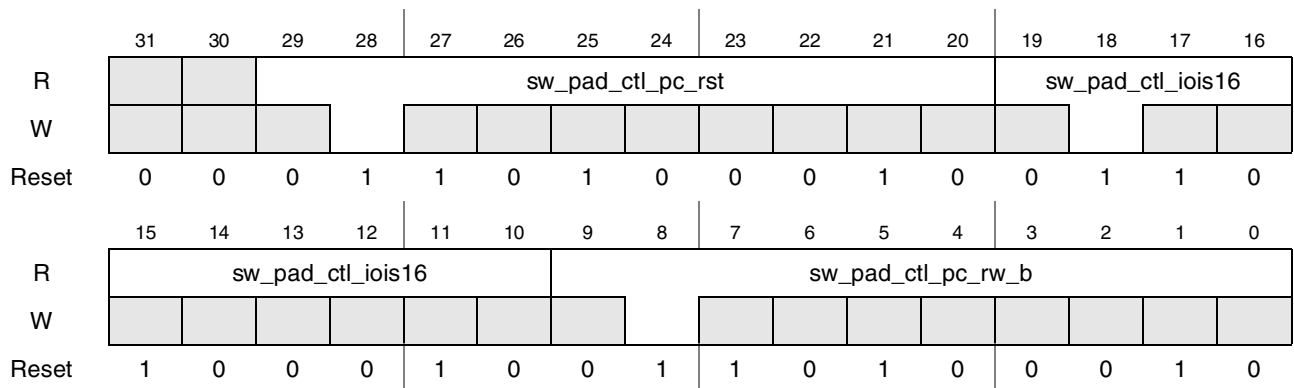 31 30 29 28 27 26 25 24 23 22 21 20 19 18 17 16
R sw_pad_ctl_pc_rst sw_pad_ctl_iois16
W
Reset 0 0 0 1 1 0 1 0 0 0 1 0 0 1 1 0
15 14 13 12 11 10 9 8 7 6 5 4 3 2 1 0
R sw_pad_ctl_iois16 sw_pad_ctl_pc_rw_b
W
Reset 1 0 0 0 1 0 0 1 1 0 1 0 0 0 1 0